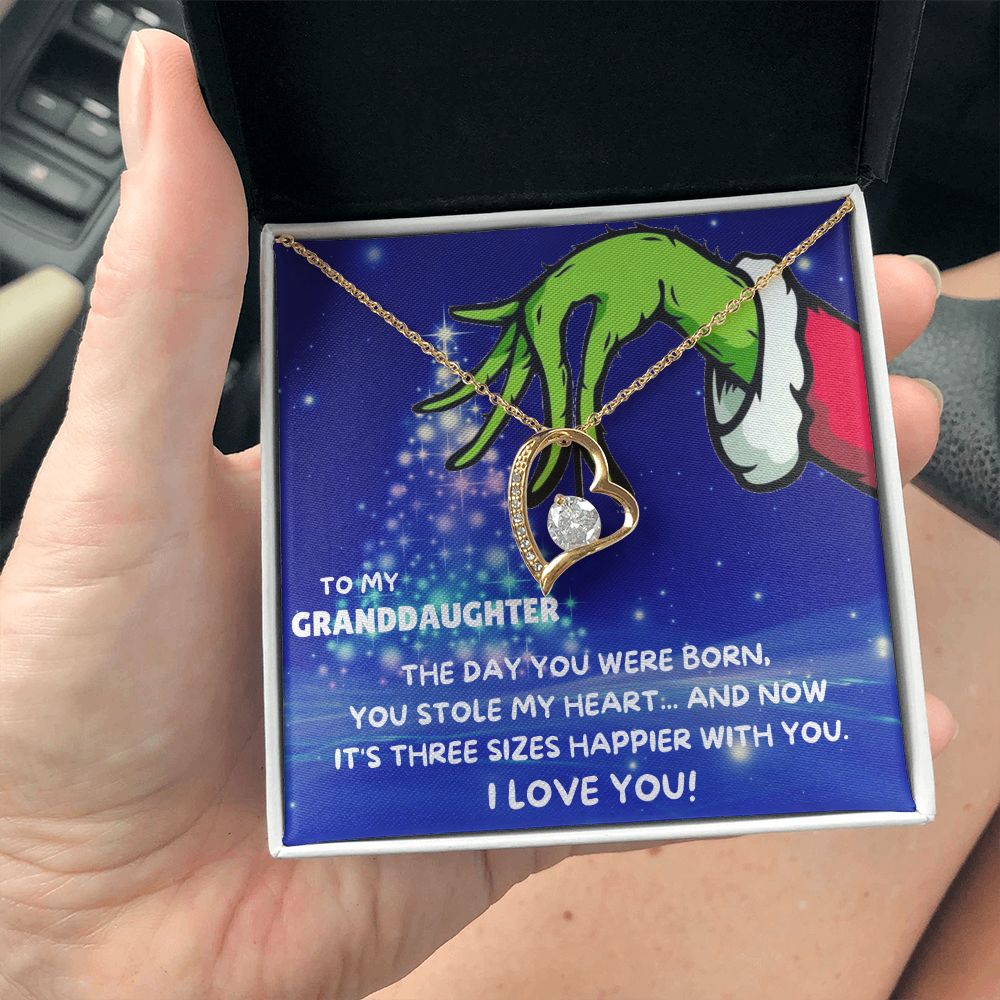 TO MY
GRANDDAUGHTER
THE DAY YOU WERE BORN,
YOU STOLE MY HEART... AND NOW
IT'S THREE SIZES HAPPIER WITH YOU.
I LOVE YOU!